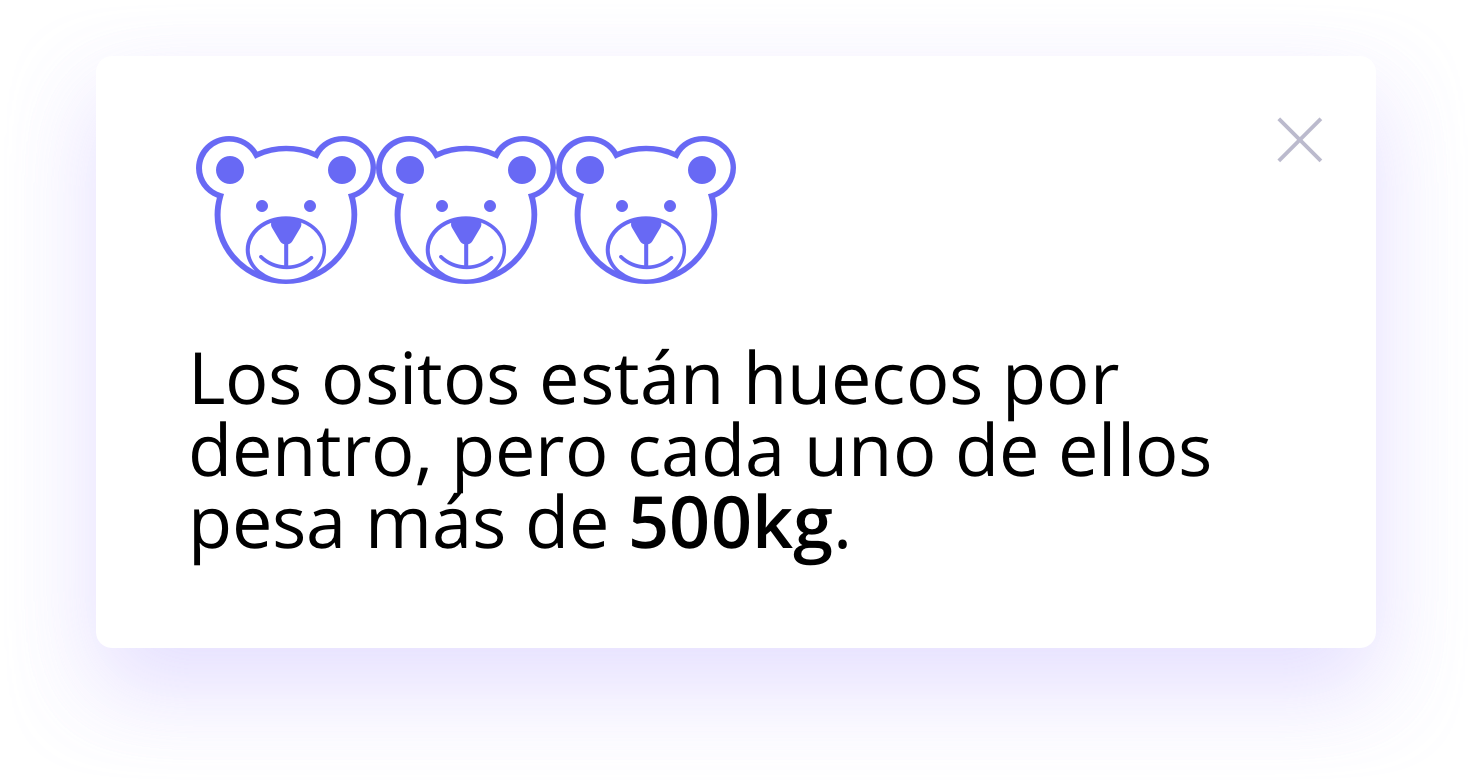 Los ositos están huecos por
dentro, pero cada uno de ellos
pesa más de 500kg.